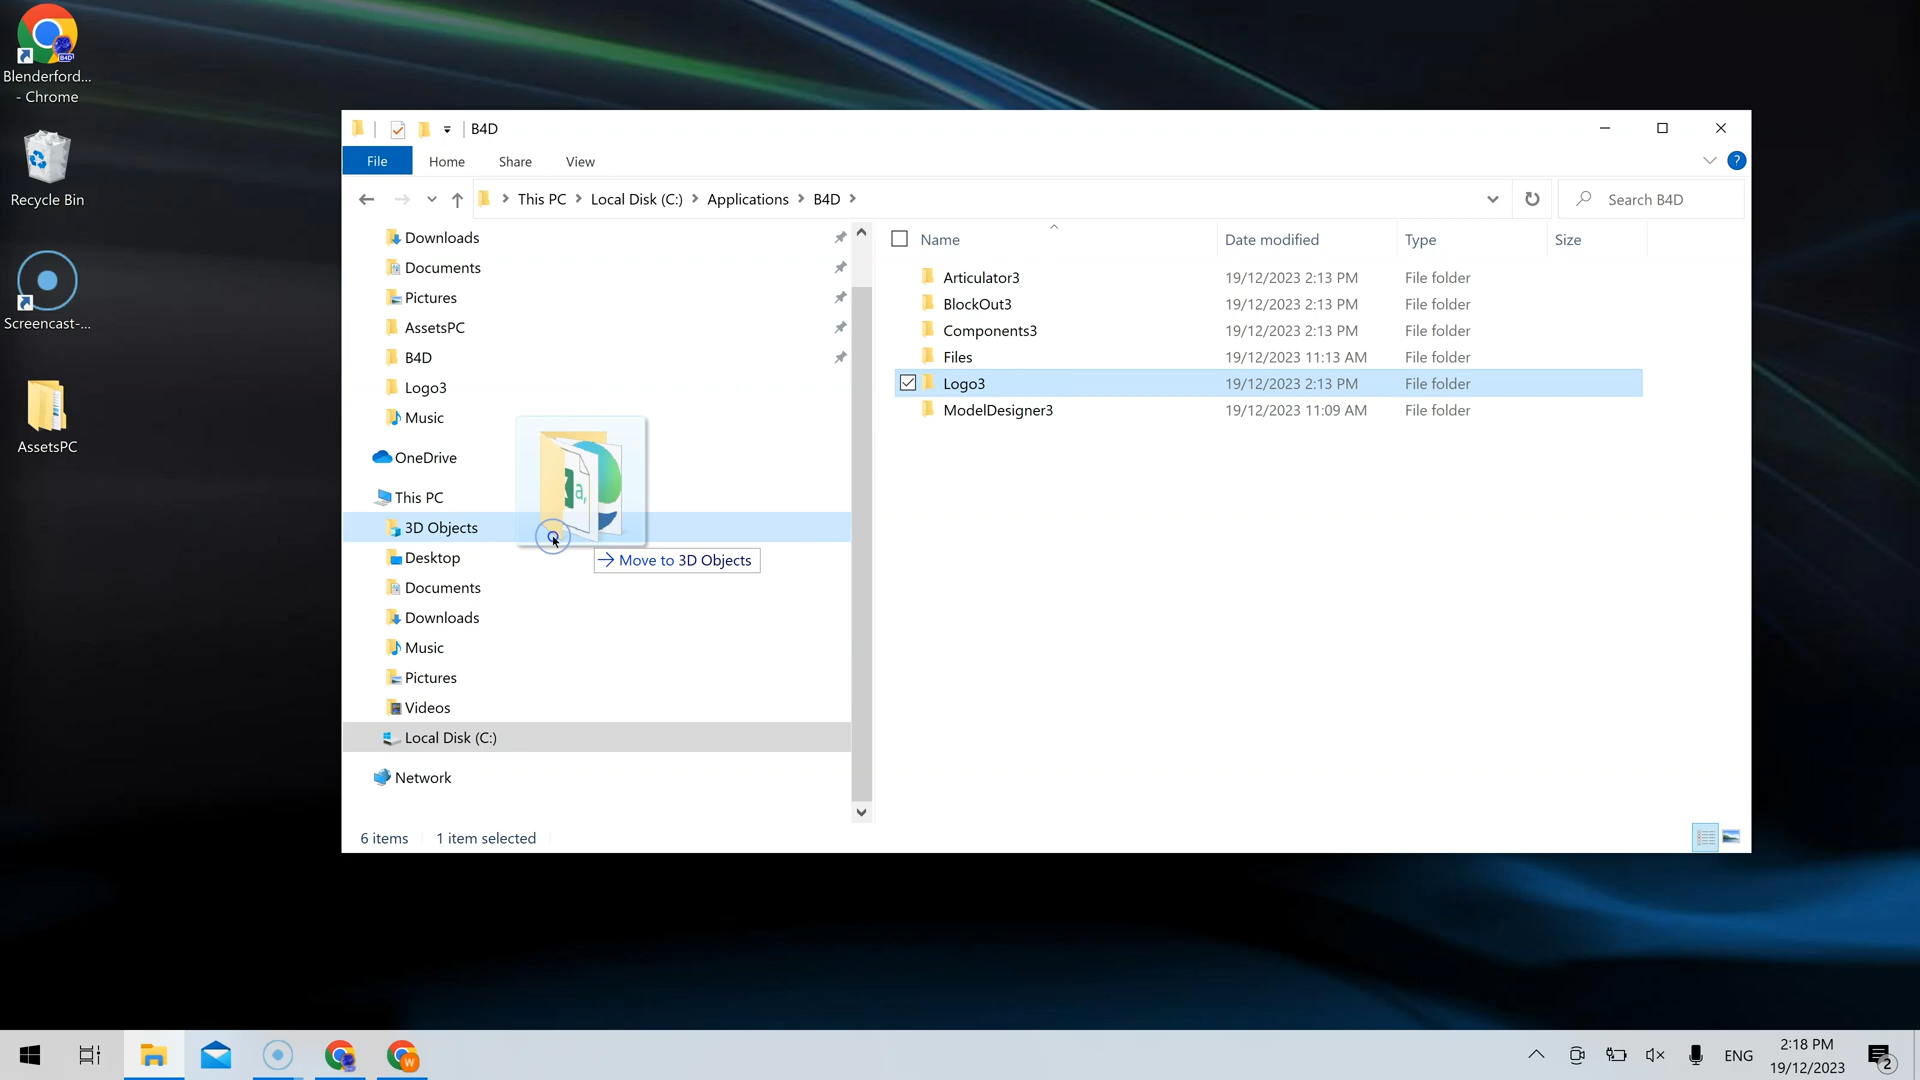 Blenderford...
- Chrome
Recycle Bin
Screencast-...
AssetsPC
B4D
File Home Share View
This PC > Local Disk (C:) > Applications > B4D >
Search B4D
Downloads
Documents
Pictures
AssetsPC
B4D
Logo3
Music
OneDrive
This PC
3D Objects
Desktop
Documents
Downloads
Music
Pictures
Videos
Local Disk (C:)
Network
Move to 3D Objects
Name Date modified Type Size
Articulator3 19/12/2023 2:13 PM File folder
BlockOut3 19/12/2023 2:13 PM File folder
Components3 19/12/2023 2:13 PM File folder
Files 19/12/2023 11:13 AM File folder
Logo3 19/12/2023 2:13 PM File folder
ModelDesigner3 19/12/2023 11:09 AM File folder
6 items 1 item selected
ENG
2:18 PM
19/12/2023
2